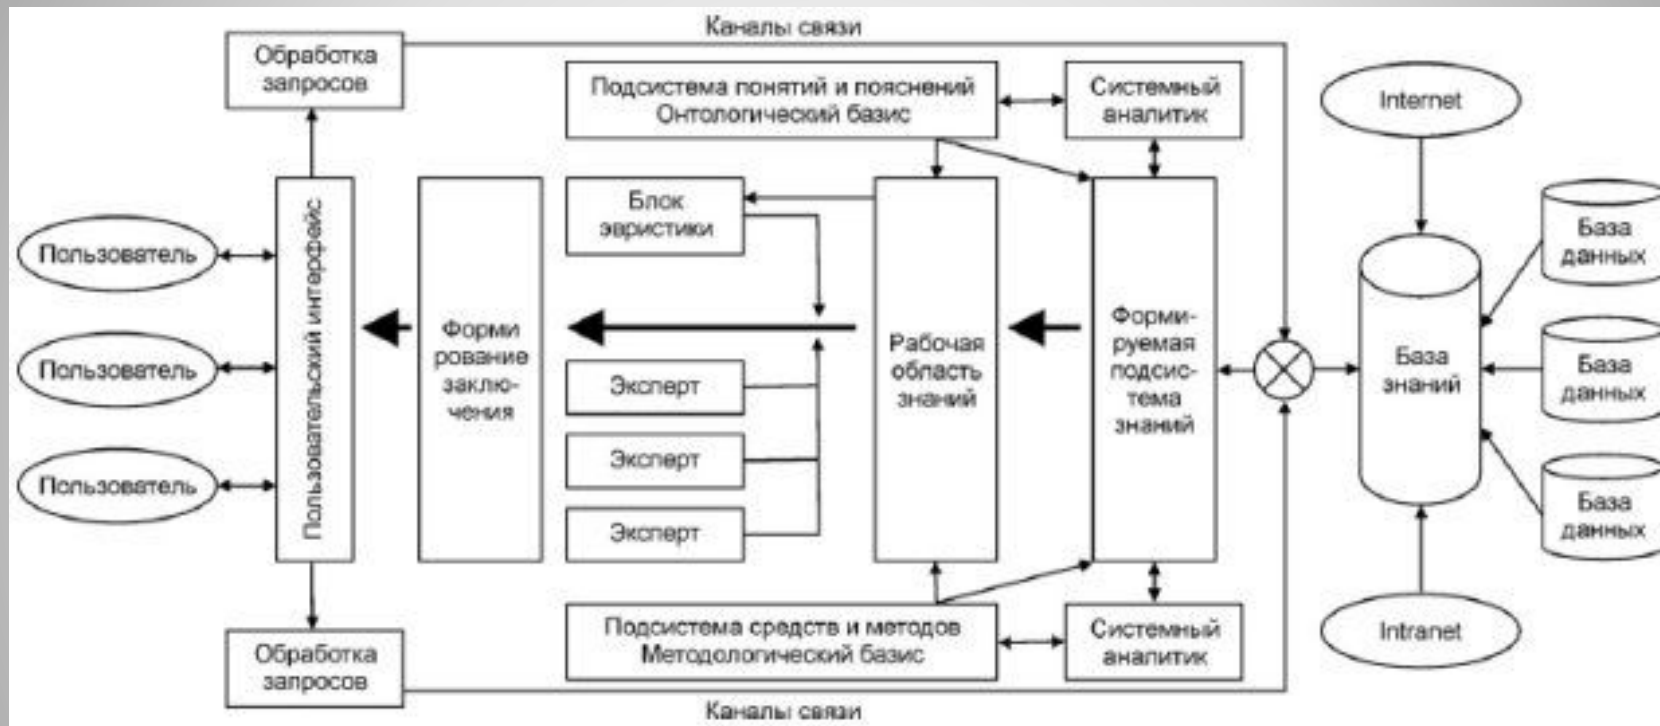 Каналы связи
Обработка
запросов
Подсистема понятий и пояснений
Онтологический базис
Системный
аналитик
Internet
Пользовательский интерфейс
Блок
эвристики
База
данных
Пользователь
Пользователь
Пользователь
Форми
рование
заклю-
чения
Эксперт
Эксперт
Эксперт
Рабочая
область
знаний
Форми-
руемая
подсис-
тема
знаний
База
знаний
База
данных
База
данных
Обработка
запросов
Подсистема средств и методов
Методологический базис
Системный
аналитик
Intranet
Каналы связи